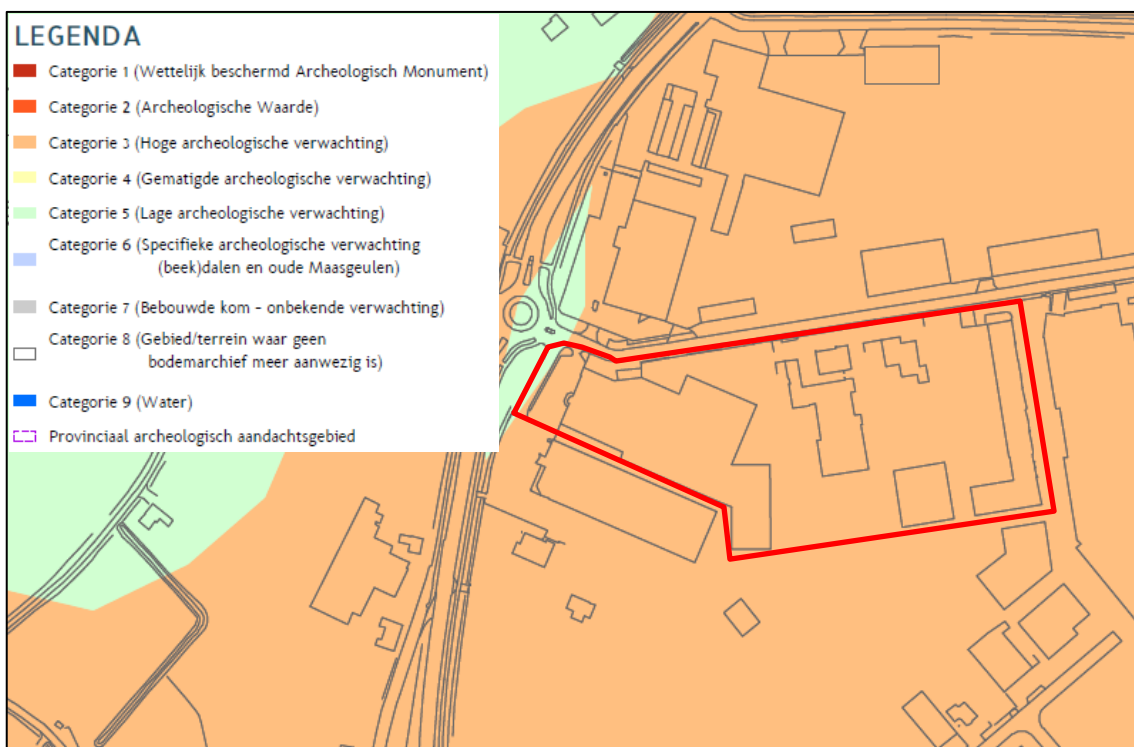 LEGENDA
Categorie 1 (Wettelijk beschermd Archeologisch Monument)
Categorie 2 (Archeologische Waarde)
Categorie 3 (Hoge archeologische verwachting)
Categorie 4 (Gematigde archeologische verwachting)
Categorie 5 (Lage archeologische verwachting)
Categorie 6 (Specifieke archeologische verwachting
(beek)dalen en oude Maasgeulen)
Categorie 7 (Bebouwde kom - onbekende verwachting)
Categorie 8 (Gebied/terrein waar geen
bodemarchief meer aanwezig is)
Categorie 9 (Water)
Provinciaal archeologisch aandachtsgebied